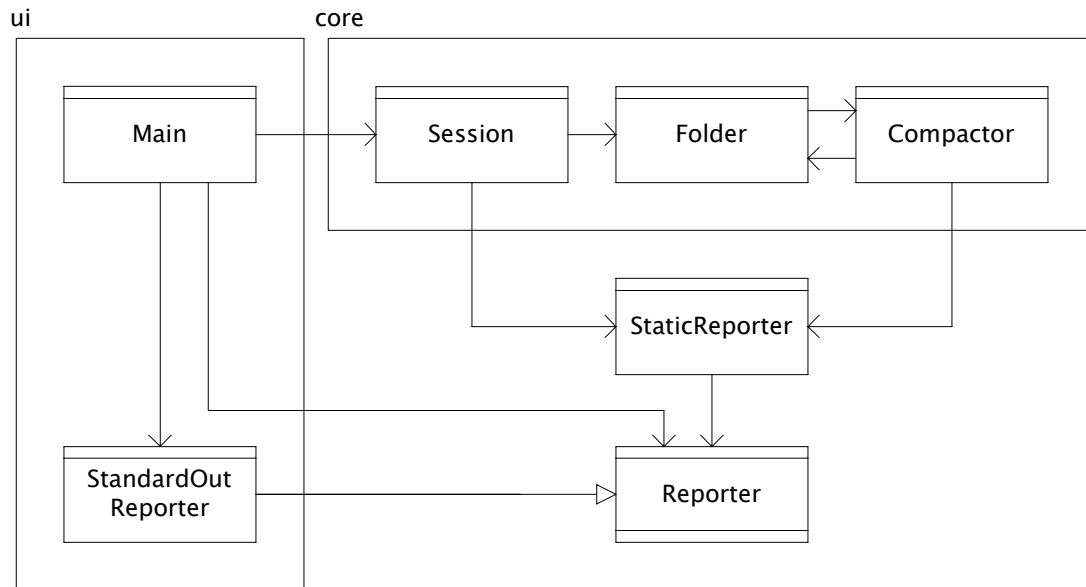 ui
core
Main
Session
Folder
Compactor
StaticReporter
StandardOut
Reporter
Reporter